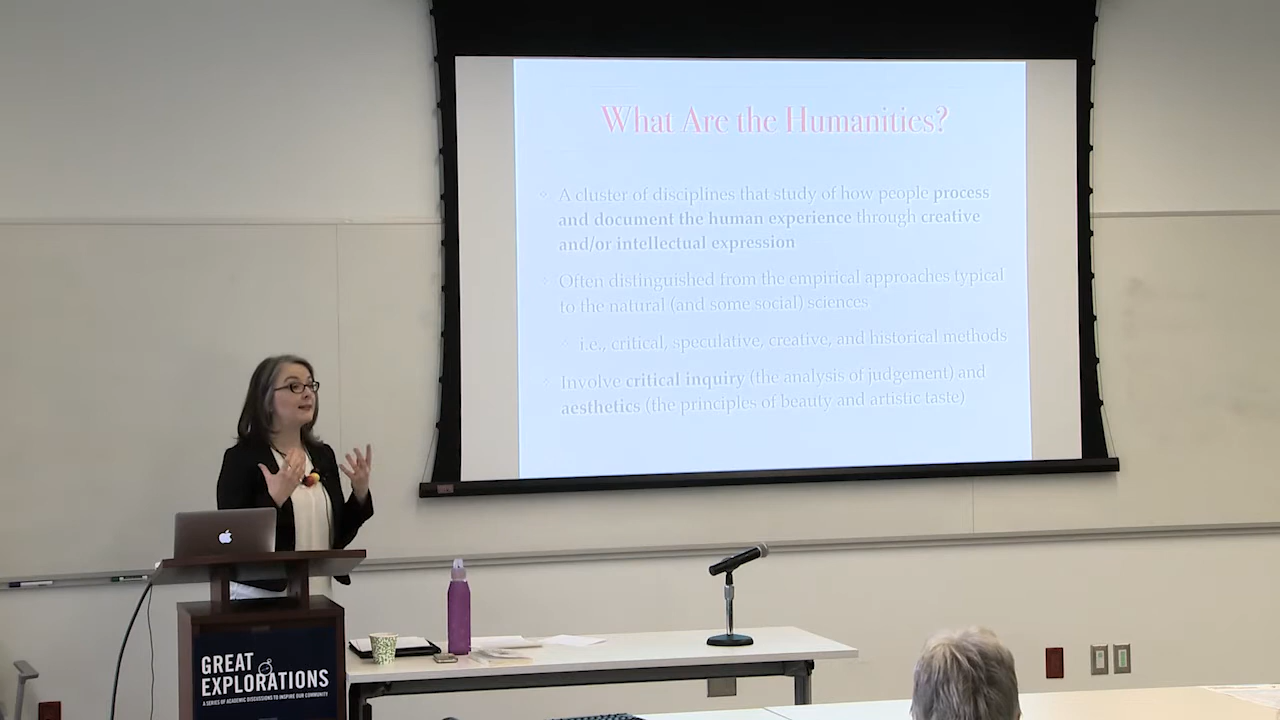 What Are the Humanities?
A cluster of disciplines that study of how people process
and document the human experience through creative
and/or intellectual expression
Often distinguished from the empirical approaches typical
to the natural (and some social) sciences
i.e., critical, speculative, creative, and historical methods
Involve critical inquiry (the analysis of judgement) and
aesthetics (the principles of beauty and artistic taste)
GREAT
EXPLORATIONS
A SERIES OF ACADEMIC DISCUSSIONS TO INSPIRE OUR COMMUNITY